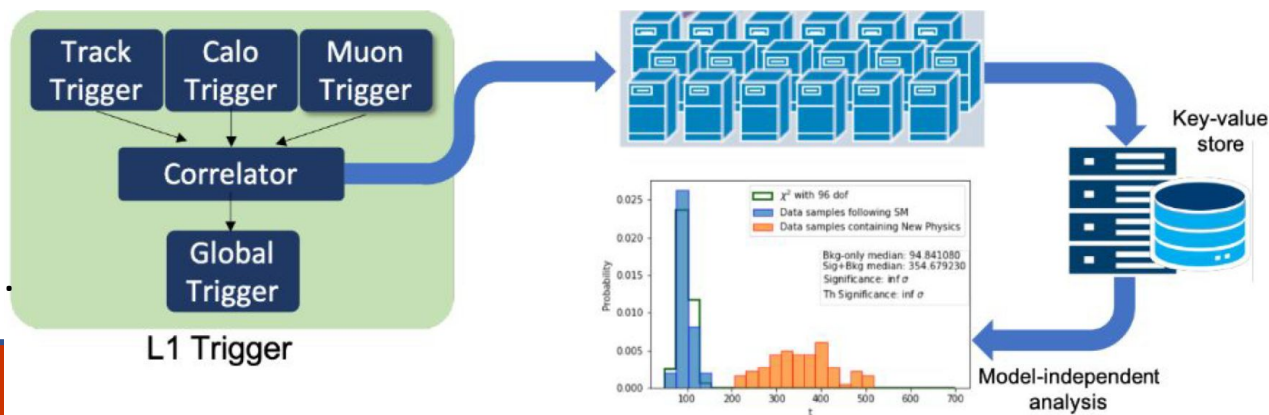 Track
Trigger
Calo
Trigger
Muon
Trigger
Correlator
Global
Trigger
L1 Trigger
Key-value
store
χ² with 96 dof
Data samples following SM
Data samples containing New Physics
Bkg-only median: 94.841080
Sig+Bkg median: 354.679230
Significance: inf σ
Th Significance: inf σ
Probability
0.025
0.020
0.015
0.010
0.005
0.000
100 200 300 400 500 600 700
t
Model-independent
analysis